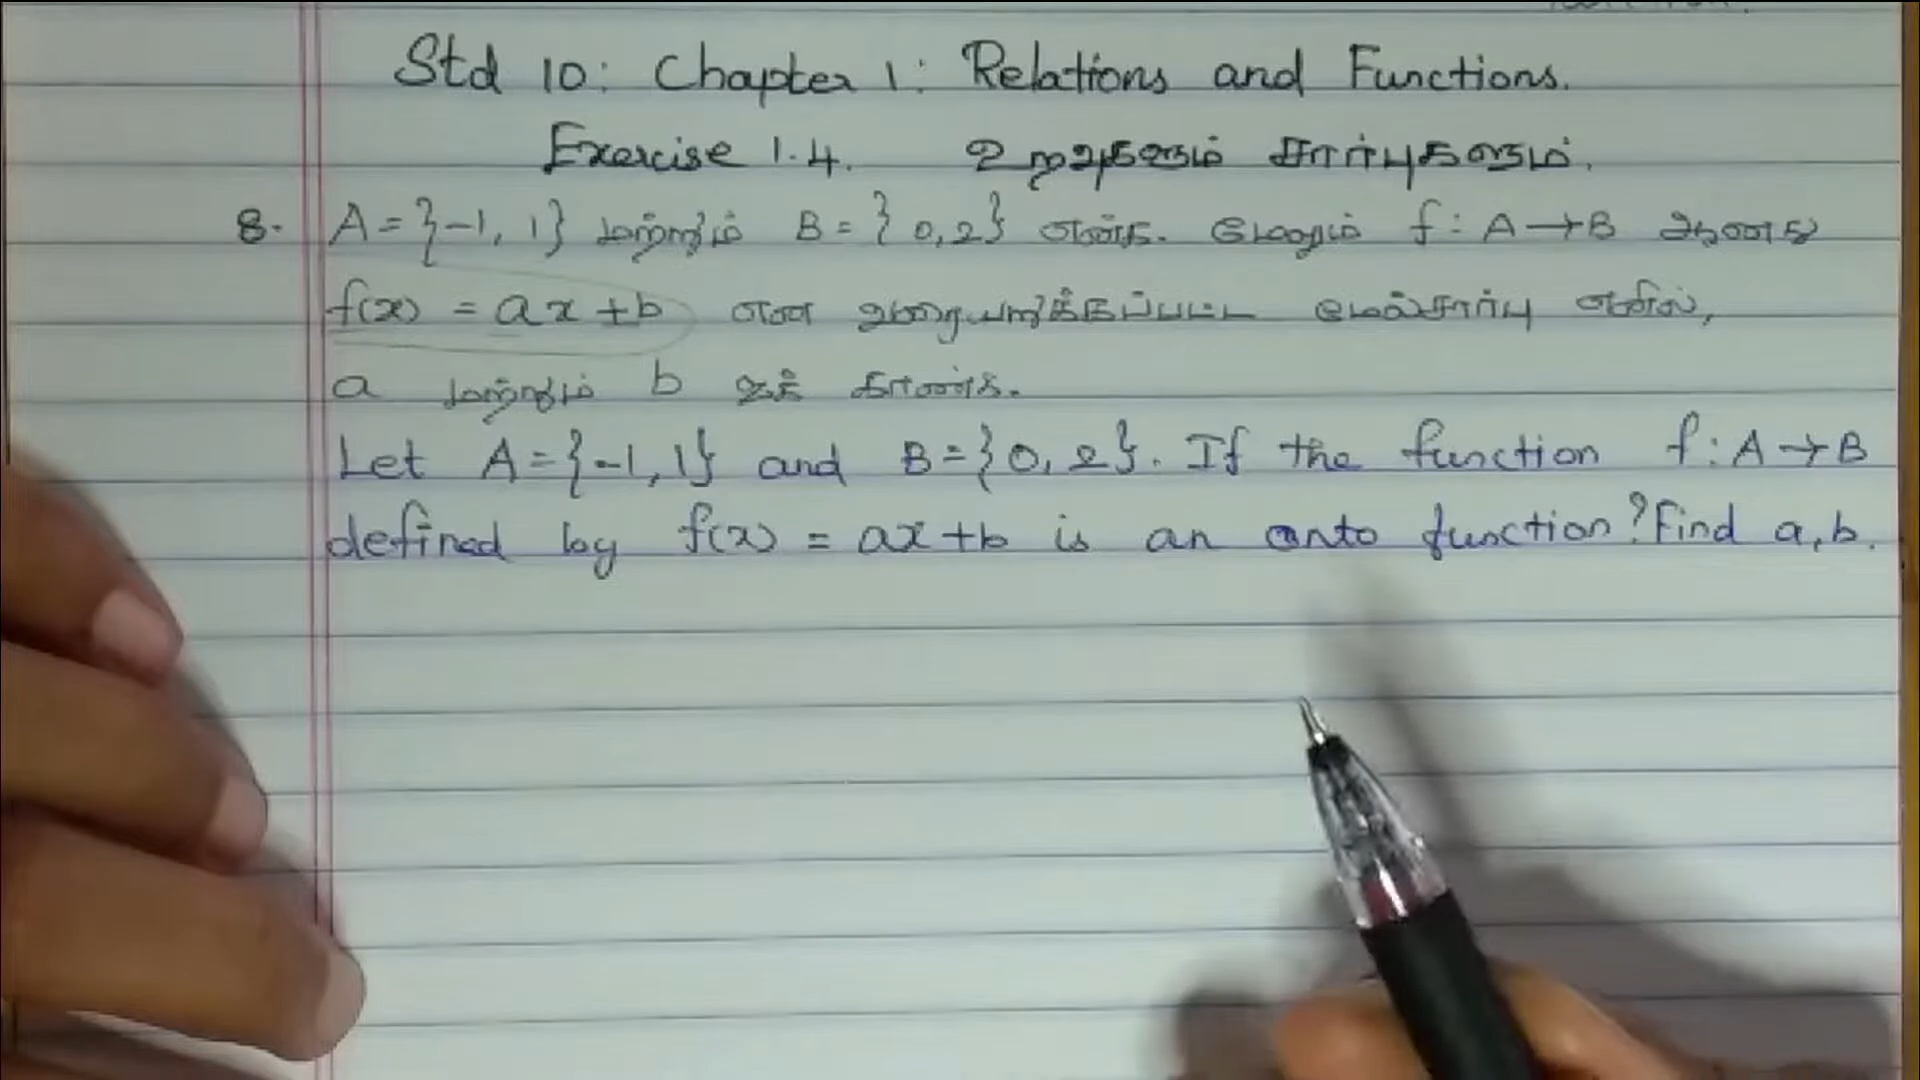 Std 10: Chapter 1: Relations and Functions.
Exercise 1.4. உறவுகளும் சார்புகளும்.
8. A = {-1, 1} மற்றும் B = {0, 2} என்க. மேலும் f : A → B ஆனது
f(x) = ax + b என வரையறுக்கப்பட்ட மேல்சார்பு எனில்,
a மற்றும் b ஐக் காண்க.
Let A = {-1, 1} and B = {0, 2}. If the function f : A → B
defined by f(x) = ax + b is an onto function? Find a, b.